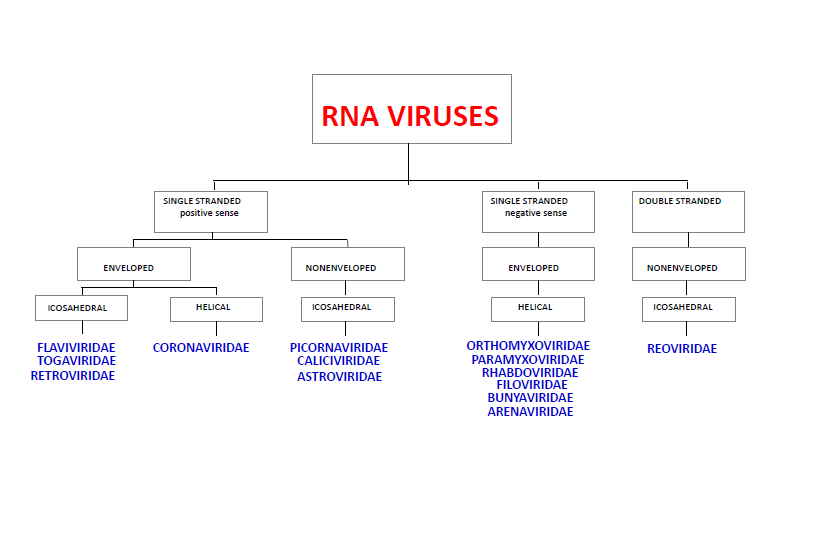 RNA VIRUSES
SINGLE STRANDED
positive sense
SINGLE STRANDED
negative sense
DOUBLE STRANDED
ENVELOPED
NONENVELOPED
ENVELOPED
NONENVELOPED
ICOSAHEDRAL
HELICAL
ICOSAHEDRAL
HELICAL
ICOSAHEDRAL
FLAVIVIRIDAE
TOGAVIRIDAE
RETROVIRIDAE
CORONAVIRIDAE
PICORNAVIRIDAE
CALICIVIRIDAE
ASTROVIRIDAE
ORTHOMYXOVIRIDAE
PARAMYXOVIRIDAE
RHABDOVIRIDAE
FILOVIRIDAE
BUNYAVIRIDAE
ARENAVIRIDAE
REOVIRIDAE